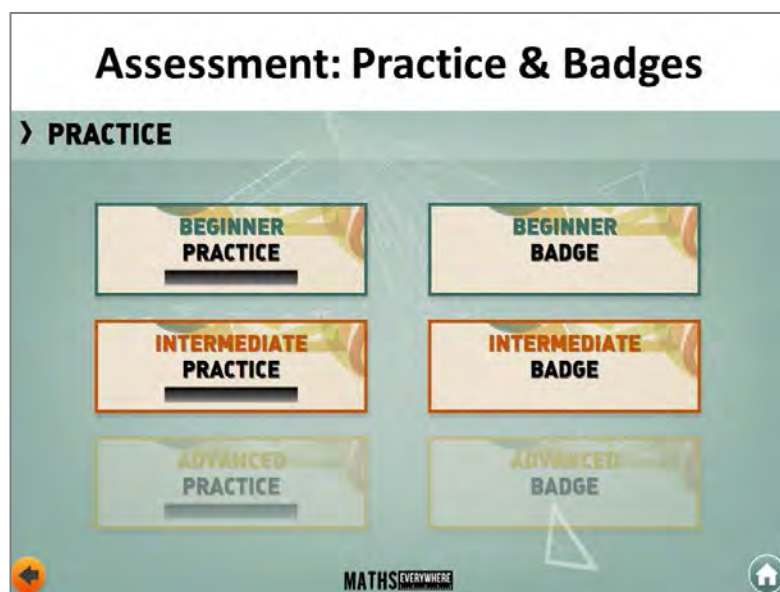 Assessment: Practice & Badges
❯ PRACTICE
BEGINNER
PRACTICE
BEGINNER
BADGE
INTERMEDIATE
PRACTICE
INTERMEDIATE
BADGE
ADVANCED
PRACTICE
ADVANCED
BADGE
MATHS EVERYWHERE